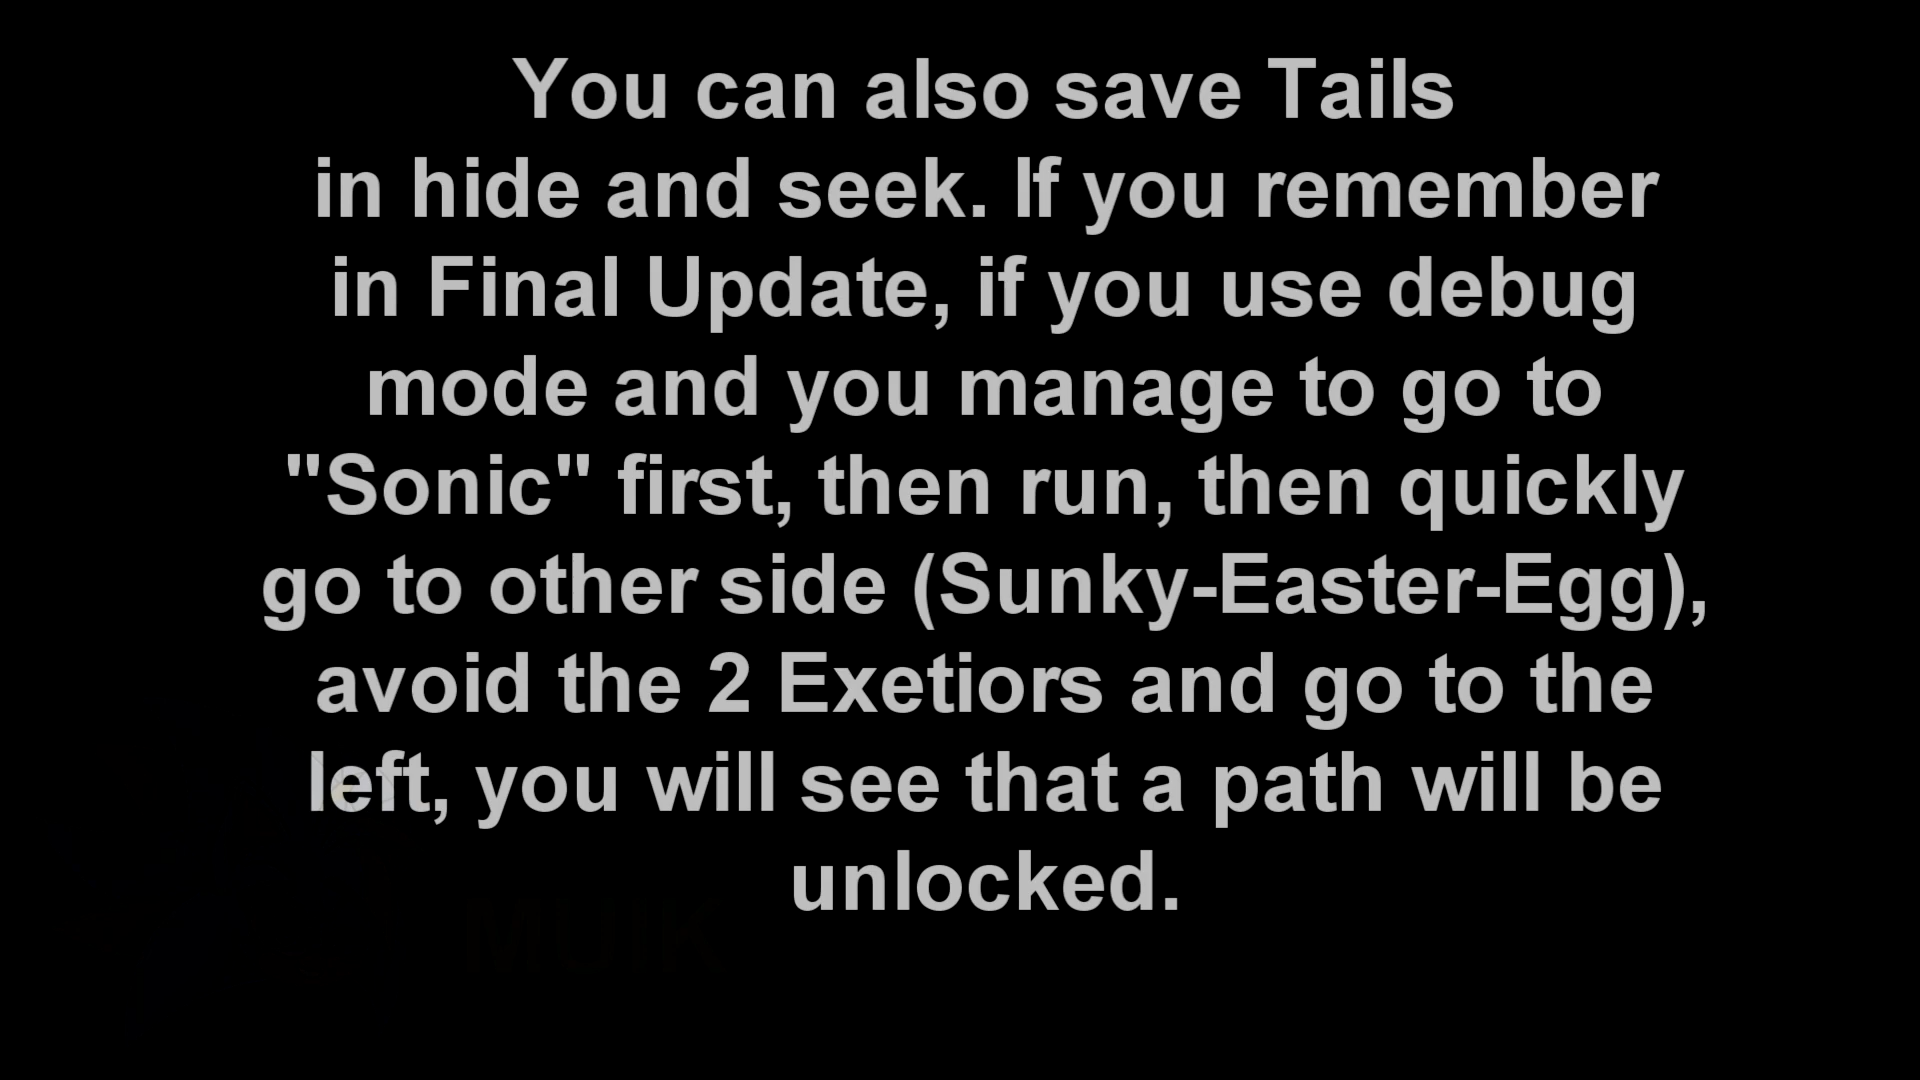 You can also save Tails
in hide and seek. If you remember
in Final Update, if you use debug
mode and you manage to go to
"Sonic" first, then run, then quickly
go to other side (Sunky-Easter-Egg),
avoid the 2 Exetiors and go to the
left, you will see that a path will be
unlocked.